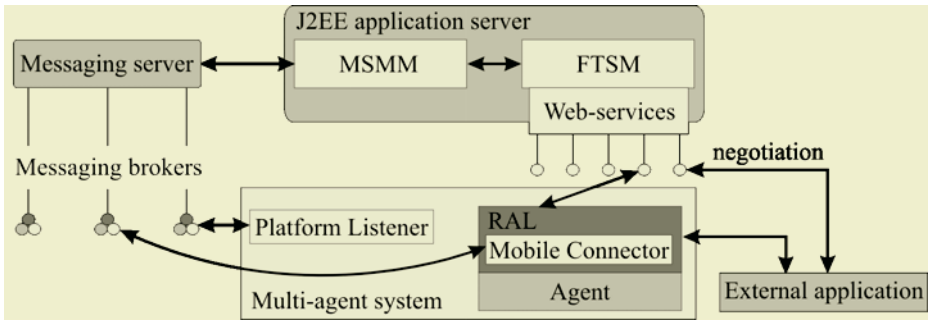 J2EE application server
Messaging server
MSMM
FTSM
Web-services
Messaging brokers
negotiation
Platform Listener
RAL
Mobile Connector
Multi-agent system
Agent
External application